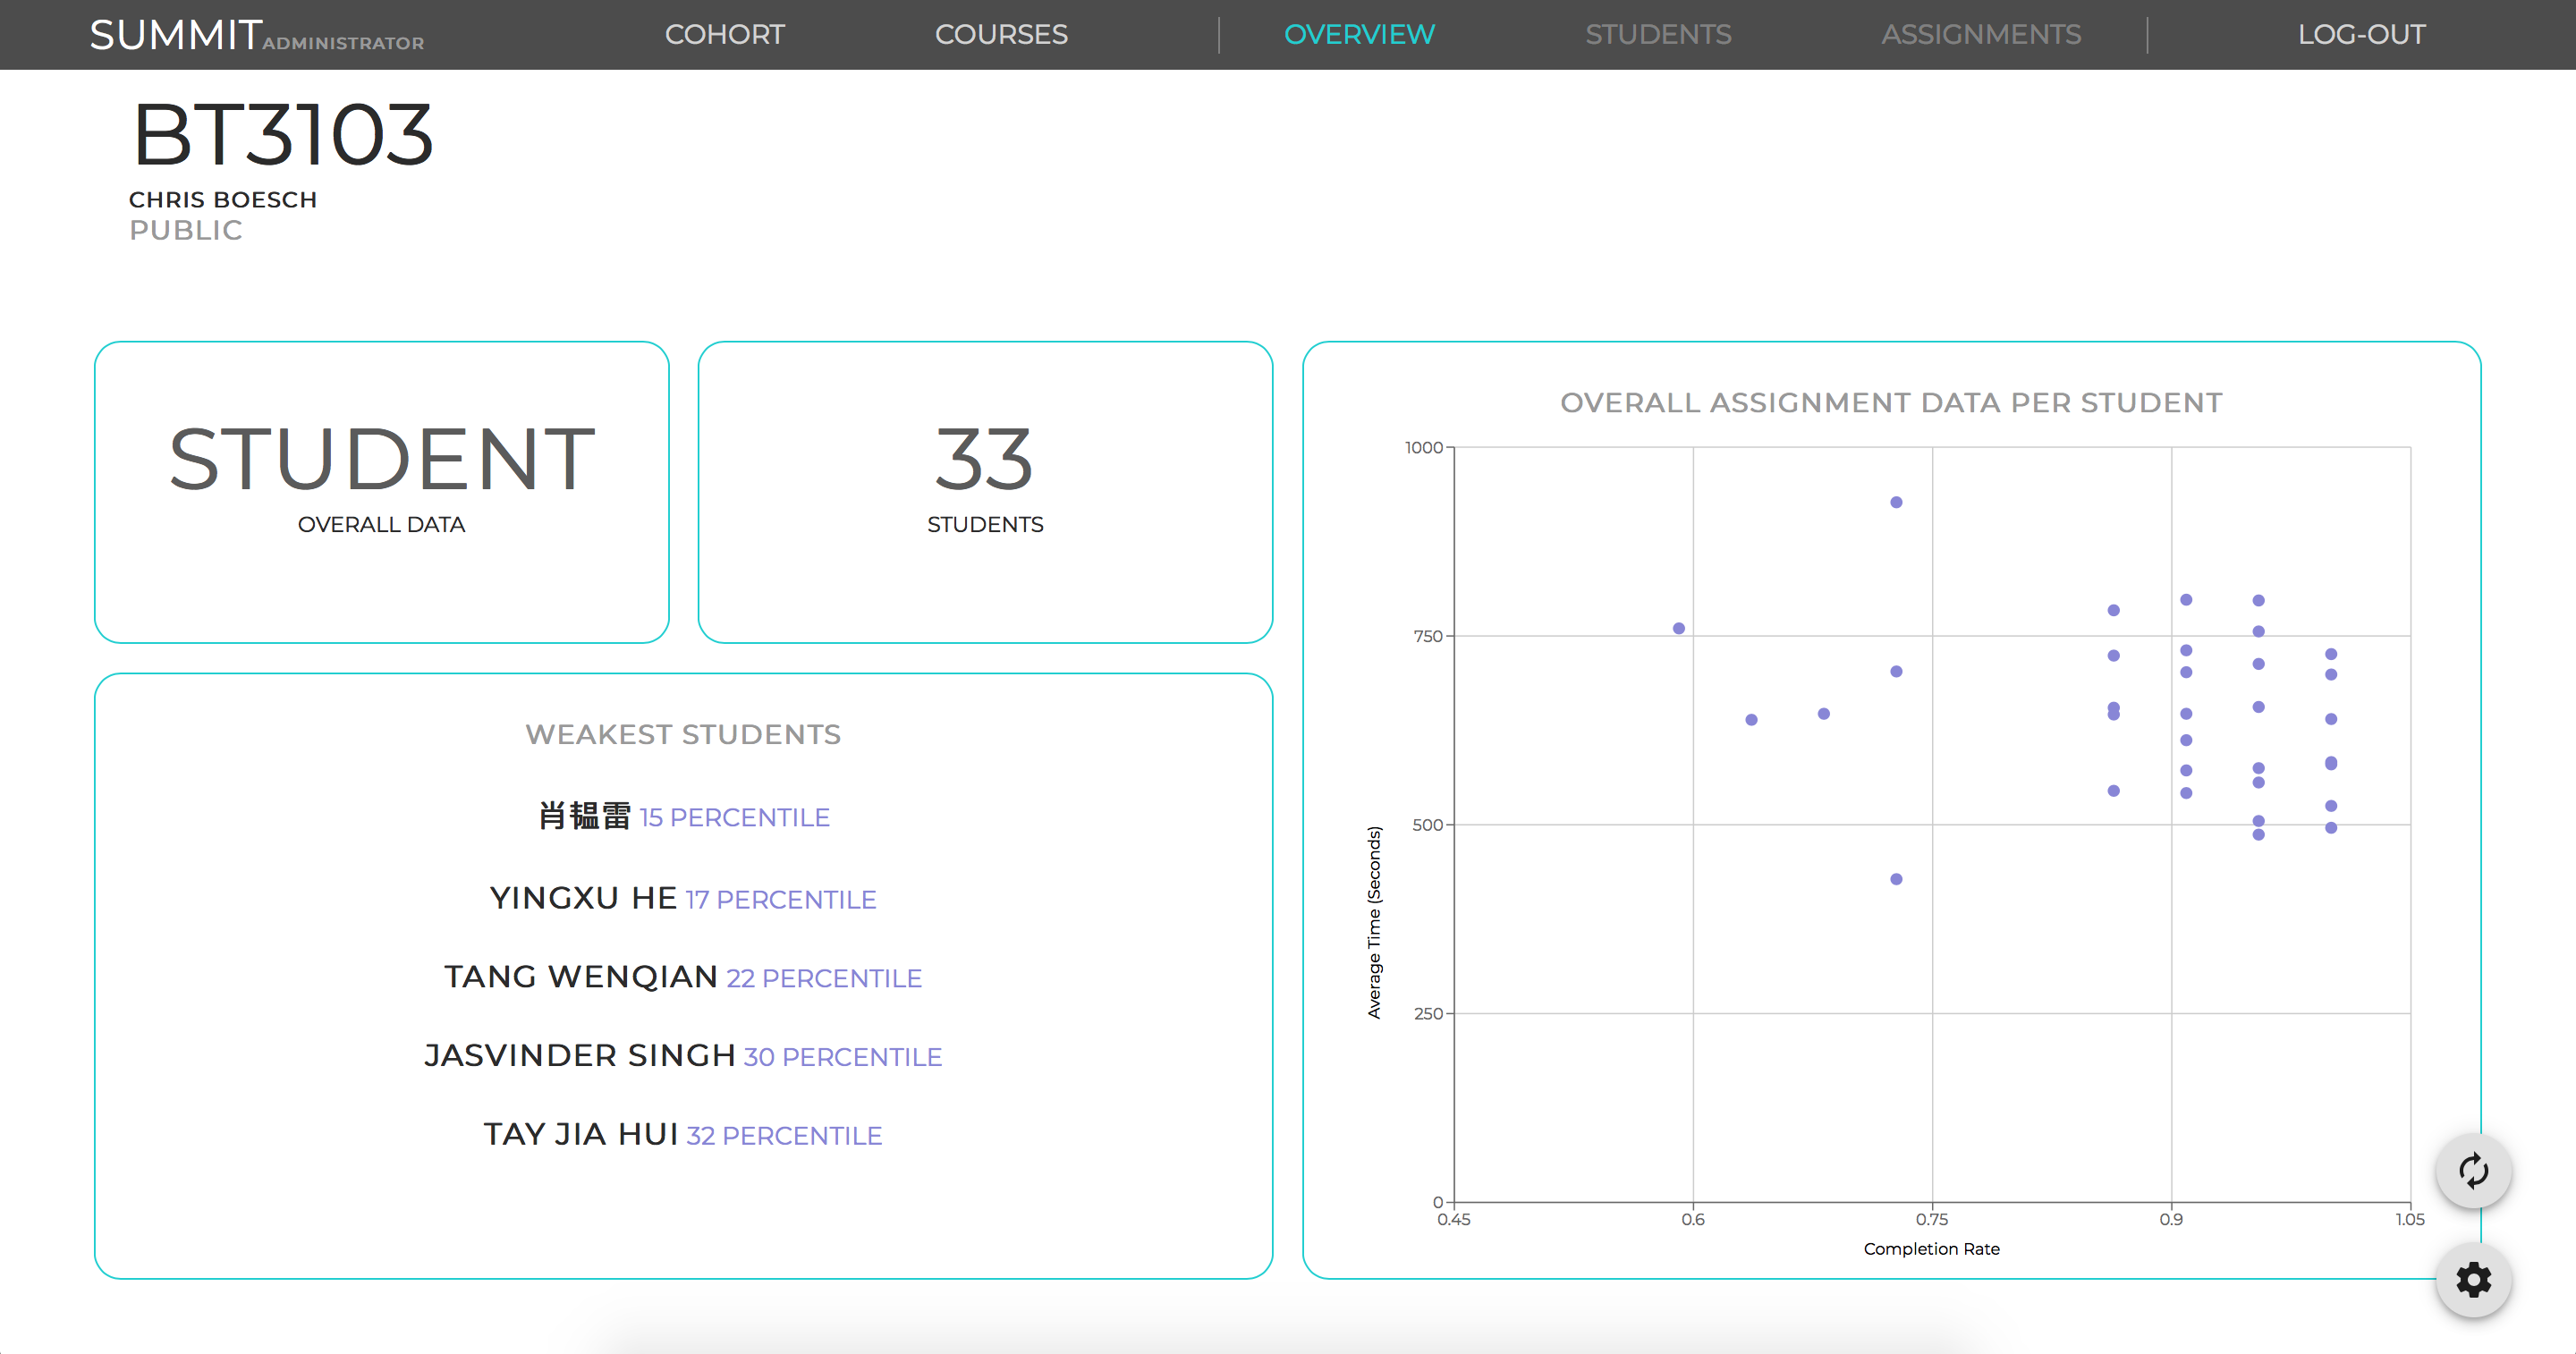 SUMMIT ADMINISTRATOR COHORT COURSES OVERVIEW STUDENTS ASSIGNMENTS LOG-OUT
BT3103
CHRIS BOESCH
PUBLIC
STUDENT
OVERALL DATA
33
STUDENTS
WEAKEST STUDENTS
肖韫雷 15 PERCENTILE
YINGXU HE 17 PERCENTILE
TANG WENQIAN 22 PERCENTILE
JASVINDER SINGH 30 PERCENTILE
TAY JIA HUI 32 PERCENTILE
OVERALL ASSIGNMENT DATA PER STUDENT
1000
750
500
250
0
Average Time (Seconds)
0.45 0.6 0.75 0.9 1.05
Completion Rate